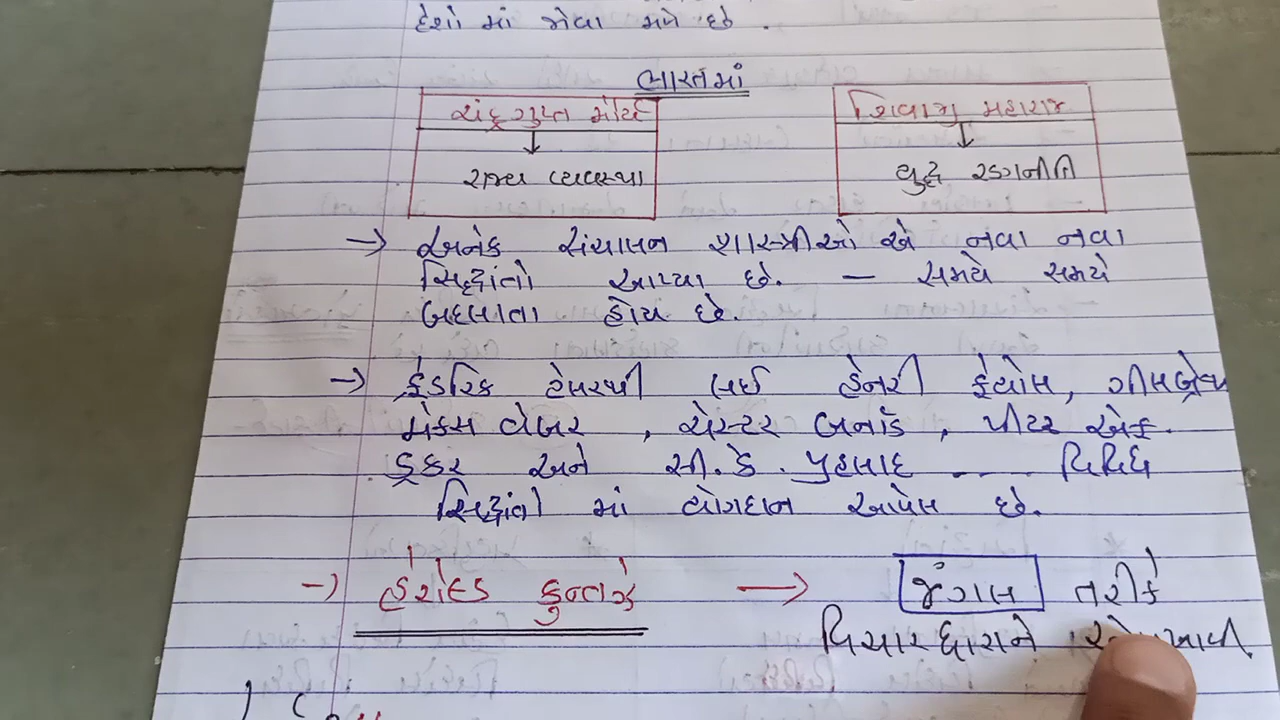 દેશો માં જોવા મળે છે.
ભારતમાં
ચંદ્રગુપ્ત મૌર્ય
શિવાજી મહારાજ
↓
↓
રાજ્ય વ્યવસ્થા
યુદ્ધ રણનીતિ
→ અનેક સંચાલન શાસ્ત્રીઓ એ નવા નવા
સિદ્ધાંતો આપ્યા છે. — સમયે સમયે
બદલાતા હોય છે.
→ ફ્રેડરિક ટેલરથી લઈ હેનરી ફેયોલ, ગીલબ્રેથ
મેક્સ વેબર, ચેસ્ટર બર્નાડ, પીટર એફ.
ડ્રકર અને સી.કે. પ્રહલાદ .... વિવિધ
સિદ્ધાંતો માં યોગદાન આપેલ છે.
→ હેરોલ્ડ કુન્ત્ઝે → જંગલ તરીકે
વિચારધારાને